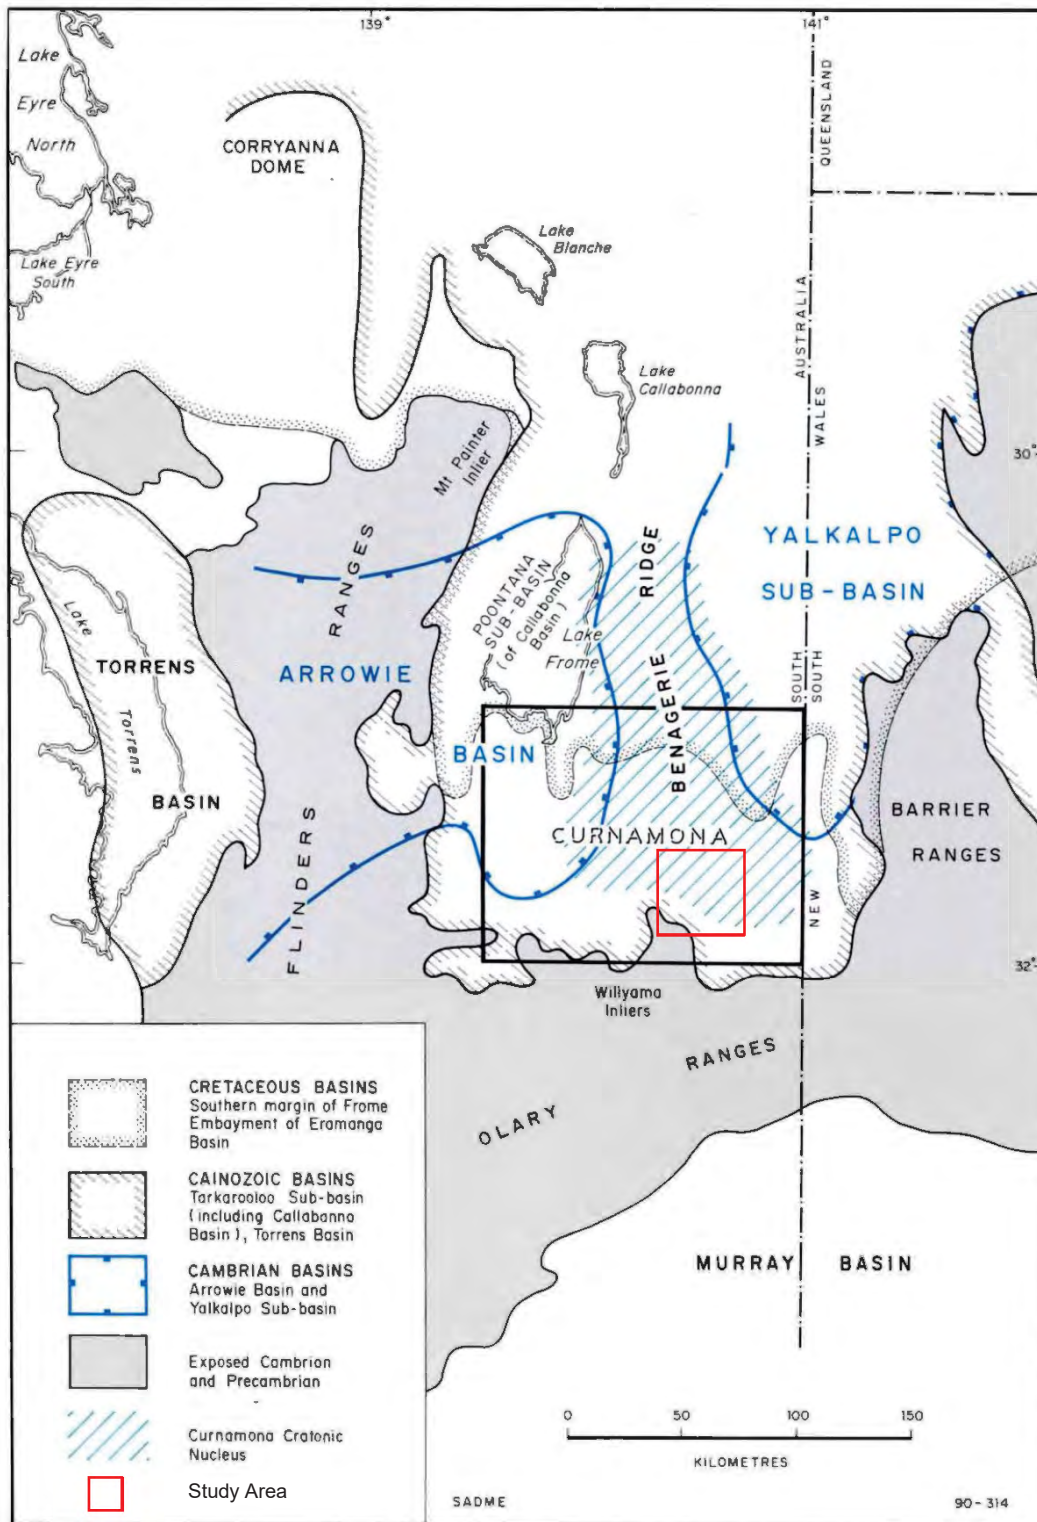 139°
141°
Lake
Eyre
North
Lake Eyre
South
CORRYANNA
DOME
Lake
Blanche
Lake
Callabonna
QUEENSLAND
AUSTRALIA
WALES
30°
Mt Painter
Inlier
RANGES
FLINDERS
POONTANA
SUB-BASIN
(of Callabonna
Basin)
Lake
Frome
BENAGERIE RIDGE
YALKALPO
SUB-BASIN
SOUTH
SOUTH
Lake
Torrens
TORRENS
BASIN
ARROWIE
BASIN
CURNAMONA
BARRIER
RANGES
NEW
32°
Willyama
Inliers
OLARY
RANGES
MURRAY BASIN
CRETACEOUS BASINS
Southern margin of Frome
Embayment of Eramanga
Basin
CAINOZOIC BASINS
Tarkarooloo Sub-basin
(including Callabanna
Basin), Torrens Basin
CAMBRIAN BASINS
Arrowie Basin and
Yalkalpo Sub-basin
Exposed Cambrian
and Precambrian
Curnamona Cratonic
Nucleus
Study Area
0 50 100 150
KILOMETRES
SADME
90-314